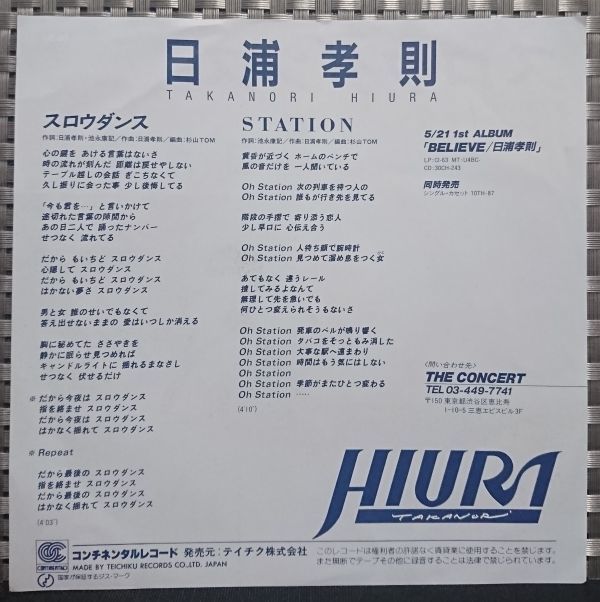 日浦孝則
TAKANORI HIURA
スロウダンス
作詞:日浦孝則・池永康記/作曲:日浦孝則/編曲:杉山TOM
心の鍵を あける言葉はないさ
時の流れが刻んだ 距離は戻せやしない
テーブル越しの会話 ぎこちなくて
久し振りに会った事 少し後悔してる
「今も君を…」と言いかけて
途切れた言葉の隙間から
あの日二人で 踊ったナンバー
せつなく 流れてる
だから もいちど スロウダンス
心隠して スロウダンス
だから もいちど スロウダンス
はかない夢さ スロウダンス
男と女 誰のせいでもなくて
答え出せないままの 愛はいつしか消える
胸に秘めてた ささやきを
静かに眠らせ見つめれば
キャンドルライトに 揺れるまなざし
せつなく 伏せるだけ
※ だから今夜は スロウダンス
指を絡ませ スロウダンス
だから今夜は スロウダンス
はかなく揺れて スロウダンス
※ Repeat
だから最後の スロウダンス
指を絡ませ スロウダンス
だから最後の スロウダンス
はかなく揺れて スロウダンス
(4'03")
STATION
作詞:日浦孝則・池永康記/作曲:日浦孝則/編曲:杉山TOM
黄昏が近づく ホームのベンチで
風の音だけを 一人聞いている
Oh Station 次の列車を待つ人の
Oh Station 誰もが行き先を見てる
階段の手摺で 寄り添う恋人
少し早口に 心伝え合う
Oh Station 人待ち顔で腕時計
Oh Station 見つめて溜め息をつく女
あてもなく 違うレール
捜してみるよなんて
無理して先を急いでも
何ひとつ変えられそうもないさ
Oh Station 発車のベルが鳴り響く
Oh Station タバコをそっともみ消した
Oh Station 大事な駅へ遠まわり
Oh Station 時間はもう気にはしない
Oh Station
Oh Station
Oh Station 季節がまたひとつ変わる
Oh Station ……
(4'10")
5/21 1st ALBUM
「BELIEVE/日浦孝則」
LP:CI-63 MT:U4BC-
CD:30CH-243
同時発売
シングル・カセット 10TH-87
〈問い合わせ先〉
THE CONCERT
TEL 03-449-7741
〒150 東京都渋谷区恵比寿
1-10-5 三恵エビスビル3F
HIURA
TAKANORI
CONTINENTAL
コンチネンタルレコード 発売元:テイチク株式会社
MADE BY TEICHIKU RECORDS CO.,LTD. JAPAN
国家が保証するジス・マーク
このレコードは権利者の許諾なく賃貸業に使用すること、
また無断でテープその他に録音することは法律で禁じられています。